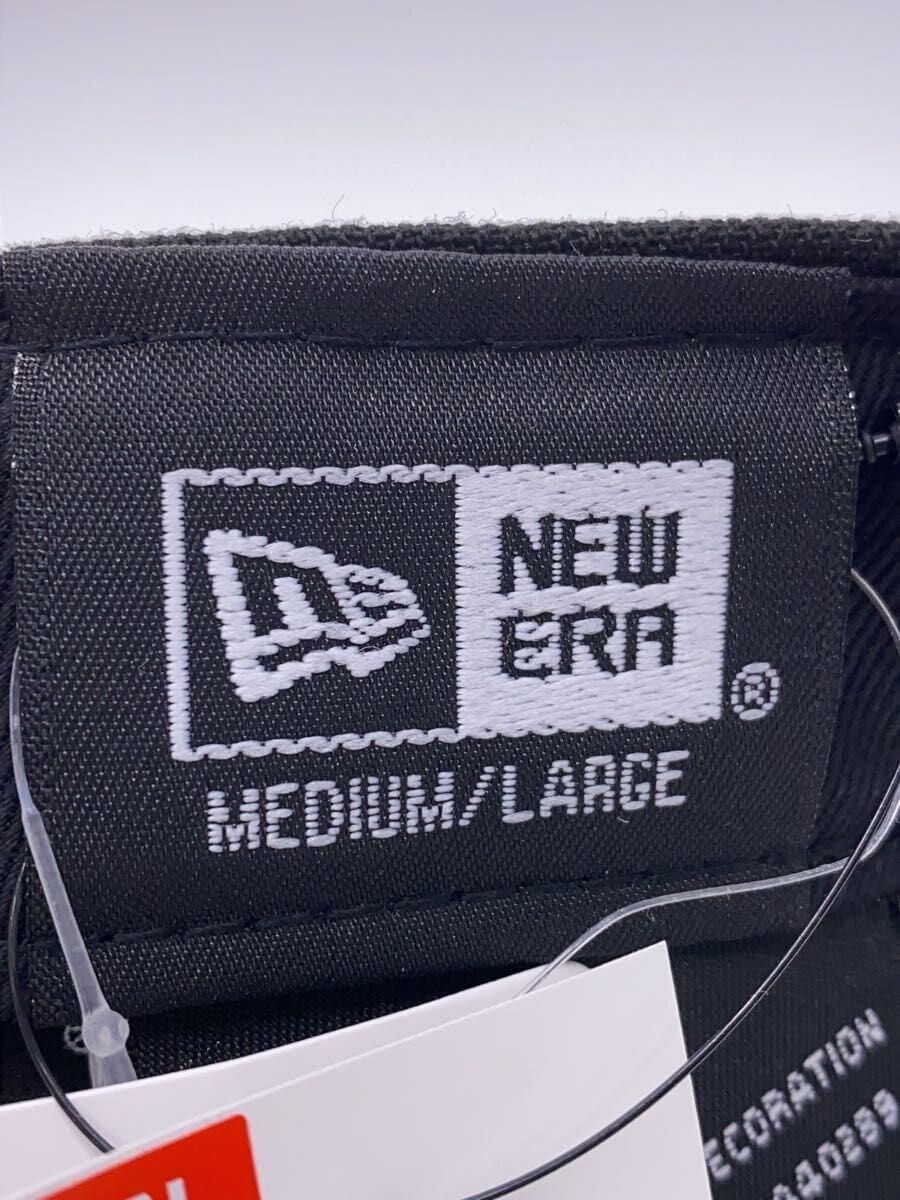 NEW
ERA
®
MEDIUM/LARGE
ECORATION